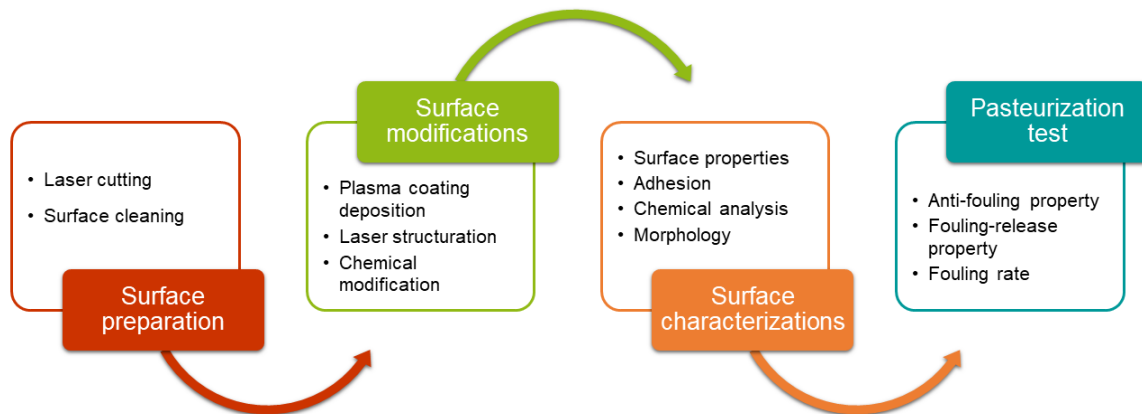 • Laser cutting
• Surface cleaning
Surface
preparation
Surface
modifications
• Plasma coating
deposition
• Laser structuration
• Chemical
modification
• Surface properties
• Adhesion
• Chemical analysis
• Morphology
Surface
characterizations
Pasteurization
test
• Anti-fouling property
• Fouling-release
property
• Fouling rate